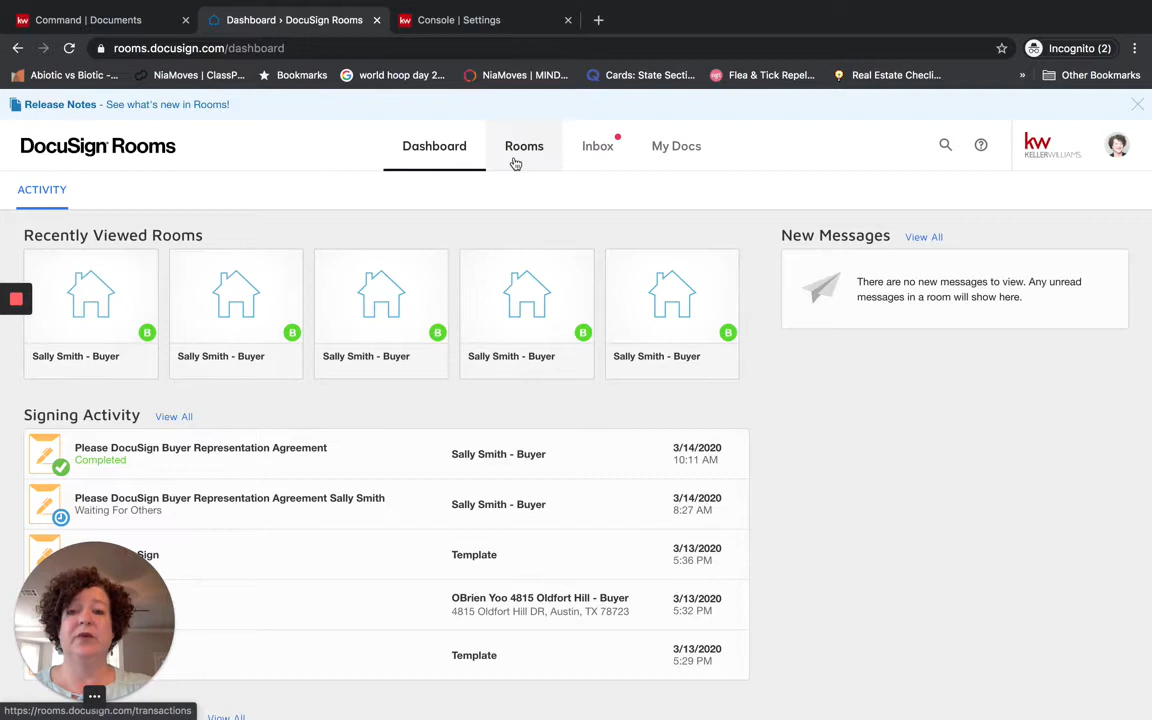 Command | Documents
Dashboard › DocuSign Rooms
Console | Settings
rooms.docusign.com/dashboard
Incognito (2)
Abiotic vs Biotic -...
NiaMoves | ClassP...
Bookmarks
world hoop day 2...
NiaMoves | MIND...
Cards: State Secti...
Flea & Tick Repel...
Real Estate Checli...
»
Other Bookmarks
Release Notes - See what's new in Rooms!
DocuSign Rooms
Dashboard
Rooms
Inbox
My Docs
kw
KELLERWILLIAMS.
ACTIVITY
Recently Viewed Rooms
B
B
B
B
B
Sally Smith - Buyer
Sally Smith - Buyer
Sally Smith - Buyer
Sally Smith - Buyer
Sally Smith - Buyer
New Messages
View All
There are no new messages to view. Any unread
messages in a room will show here.
Signing Activity
View All
Please DocuSign Buyer Representation Agreement
Completed
Sally Smith - Buyer
3/14/2020
10:11 AM
Please DocuSign Buyer Representation Agreement Sally Smith
Waiting For Others
Sally Smith - Buyer
3/14/2020
8:27 AM
Sign
Template
3/13/2020
5:36 PM
OBrien Yoo 4815 Oldfort Hill - Buyer
4815 Oldfort Hill DR, Austin, TX 78723
3/13/2020
5:32 PM
Template
3/13/2020
5:29 PM
https://rooms.docusign.com/transactions
View All